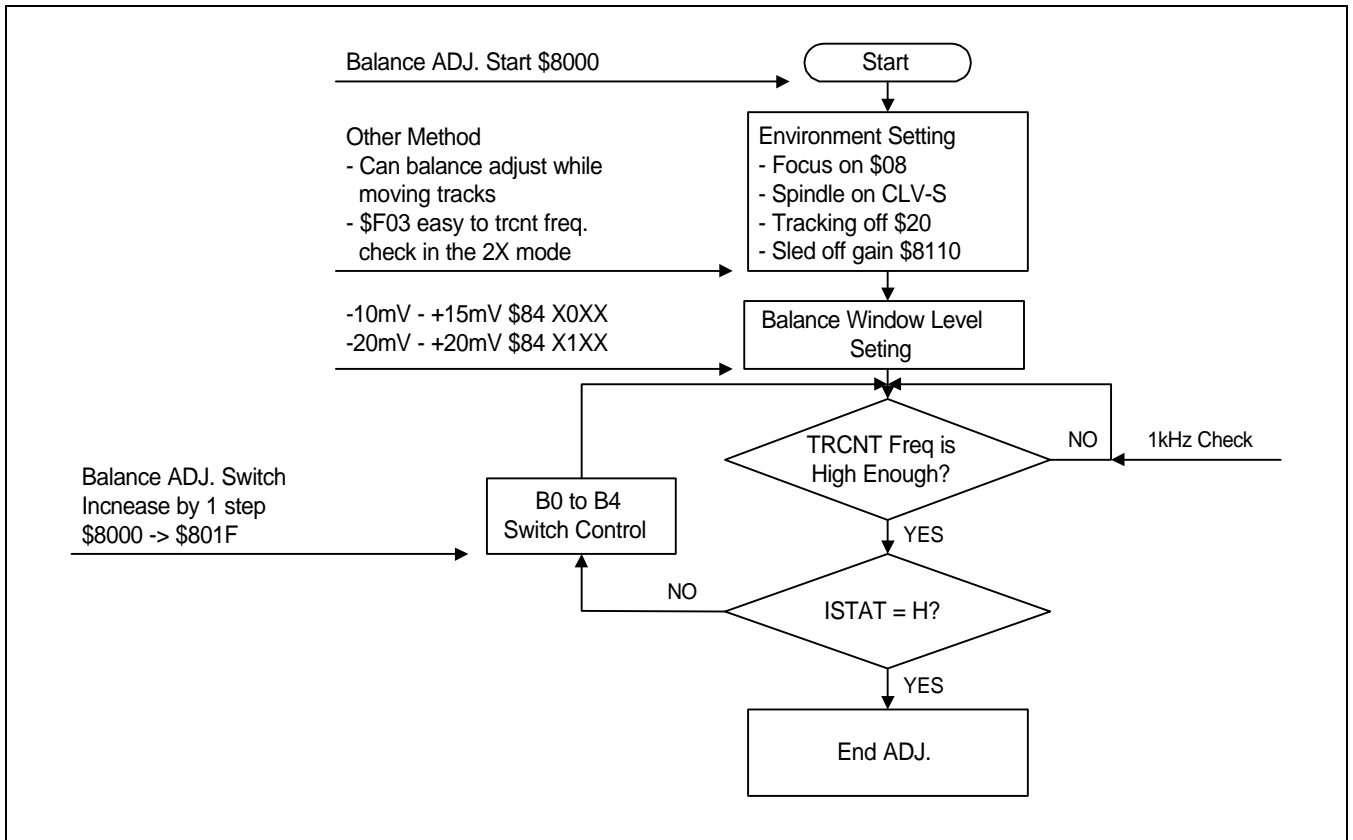 Balance ADJ. Start $8000
Start
Other Method
- Can balance adjust while
moving tracks
- $F03 easy to trcnt freq.
check in the 2X mode
Environment Setting
- Focus on $08
- Spindle on CLV-S
- Tracking off $20
- Sled off gain $8110
-10mV - +15mV $84 X0XX
-20mV - +20mV $84 X1XX
Balance Window Level
Seting
TRCNT Freq is
High Enough?
NO
1kHz Check
Balance ADJ. Switch
Increase by 1 step
$8000 -> $801F
B0 to B4
Switch Control
YES
NO
ISTAT = H?
YES
End ADJ.